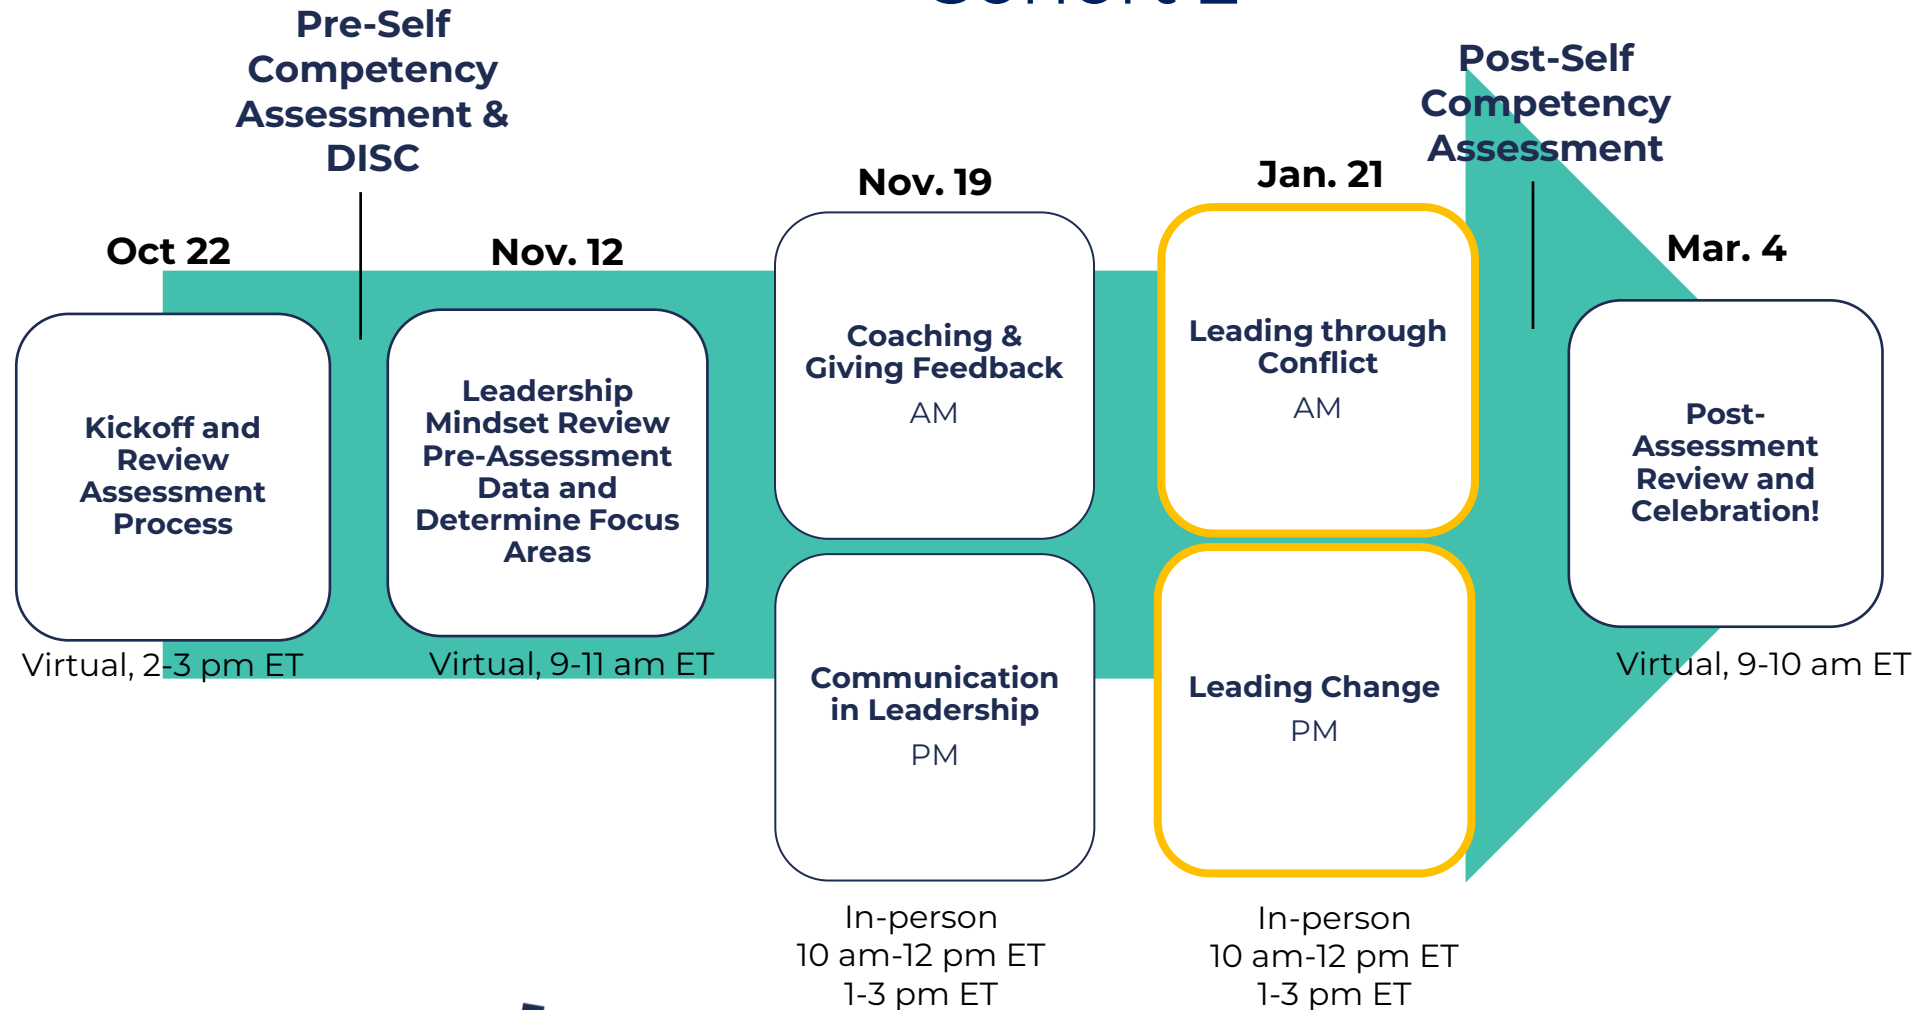 Cohort 2
Pre-Self
Competency
Assessment &
DISC
Post-Self
Competency
Assessment
Oct 22
Kickoff and
Review
Assessment
Process
Virtual, 2-3 pm ET
Nov. 12
Leadership
Mindset Review
Pre-Assessment
Data and
Determine Focus
Areas
Virtual, 9-11 am ET
Nov. 19
Coaching &
Giving Feedback
AM
Communication
in Leadership
PM
In-person
10 am-12 pm ET
1-3 pm ET
Jan. 21
Leading through
Conflict
AM
Leading Change
PM
In-person
10 am-12 pm ET
1-3 pm ET
Mar. 4
Post-
Assessment
Review and
Celebration!
Virtual, 9-10 am ET